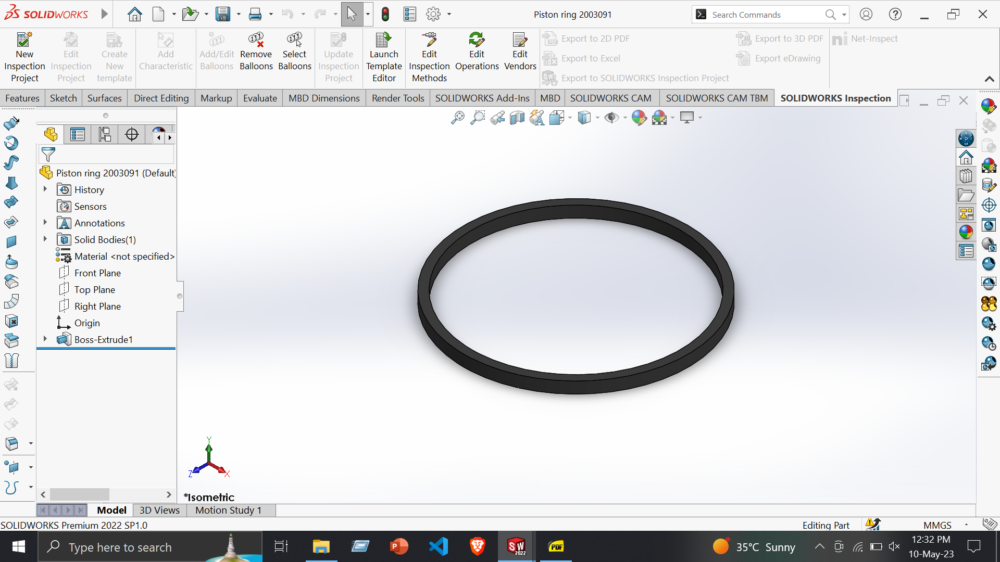 SOLIDWORKS
Piston ring 2003091
Search Commands
New Inspection Project
Edit Inspection Project
Create New template
Add Characteristic
Add/Edit Balloons
Remove Balloons
Select Balloons
Update Inspection Project
Launch Template Editor
Edit Inspection Methods
Edit Operations
Edit Vendors
Export to 2D PDF
Export to Excel
Export to SOLIDWORKS Inspection Project
Export to 3D PDF
Export eDrawing
Net-Inspect
Features Sketch Surfaces Direct Editing Markup Evaluate MBD Dimensions Render Tools SOLIDWORKS Add-Ins MBD SOLIDWORKS CAM SOLIDWORKS CAM TBM SOLIDWORKS Inspection
Piston ring 2003091 (Default
History
Sensors
Annotations
Solid Bodies(1)
Material <not specified>
Front Plane
Top Plane
Right Plane
Origin
Boss-Extrude1
Y
Z
X
*Isometric
Model 3D Views Motion Study 1
SOLIDWORKS Premium 2022 SP1.0
Editing Part
MMGS
Type here to search
35°C Sunny
12:32 PM
10-May-23